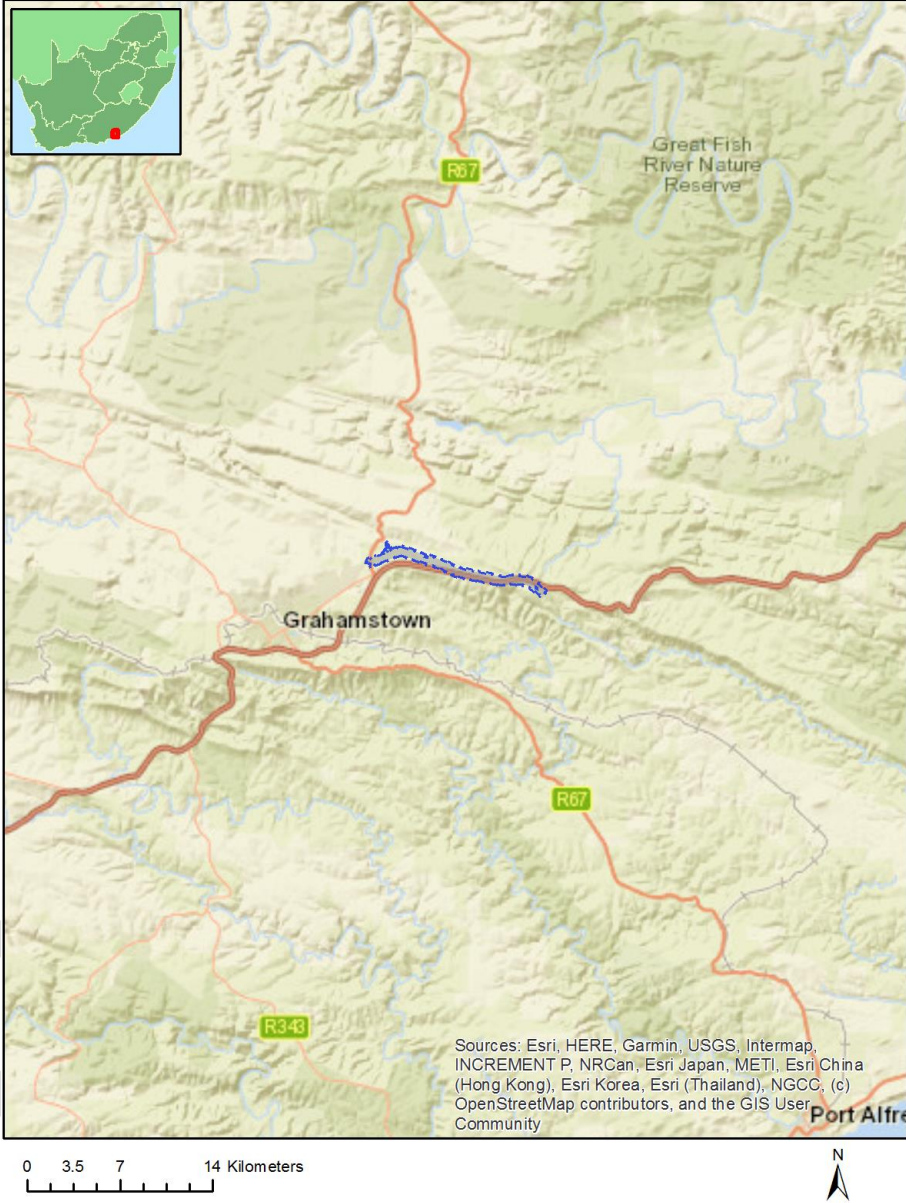 R67
Great Fish
River Nature
Reserve
Grahamstown
R67
R343
Sources: Esri, HERE, Garmin, USGS, Intermap,
INCREMENT P, NRCan, Esri Japan, METI, Esri China
(Hong Kong), Esri Korea, Esri (Thailand), NGCC, (c)
OpenStreetMap contributors, and the GIS User
Community
Port Alfre
0 3.5 7 14 Kilometers
N